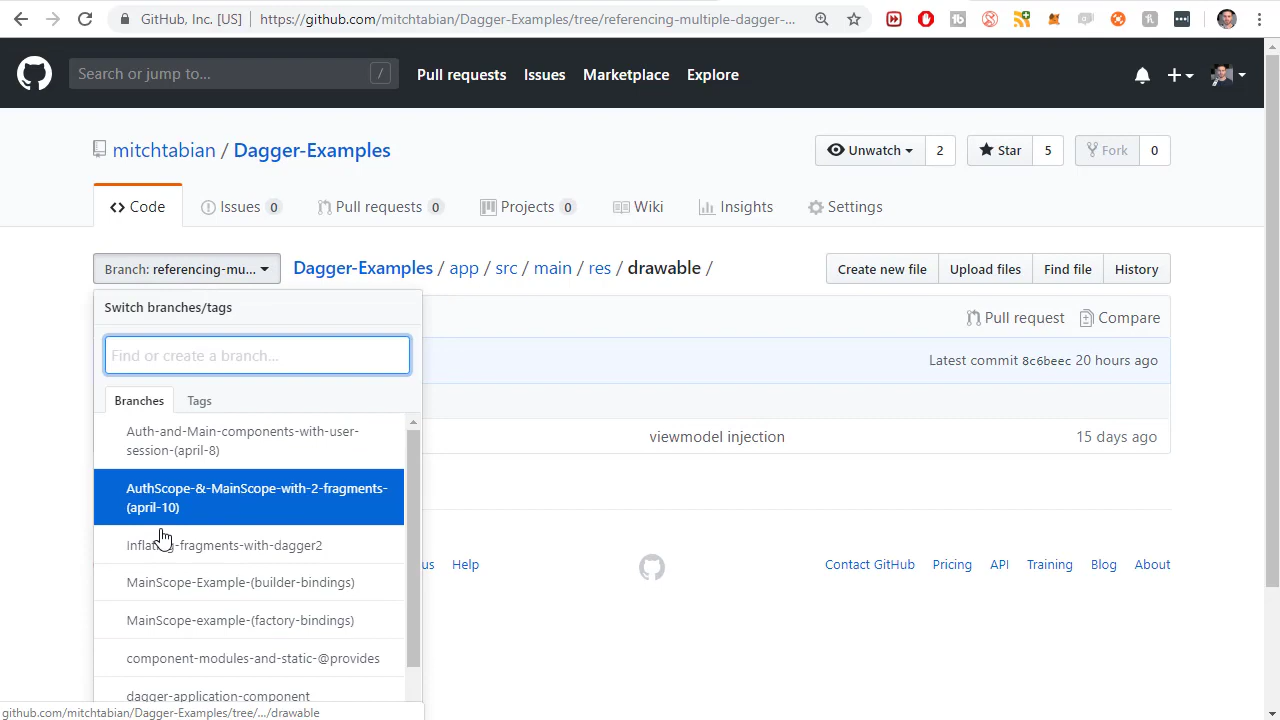 GitHub, Inc. [US]
https://github.com/mitchtabian/Dagger-Examples/tree/referencing-multiple-dagger-...
Search or jump to...
/
Pull requests
Issues
Marketplace
Explore
mitchtabian / Dagger-Examples
Unwatch
2
Star
5
Fork
0
Code
Issues 0
Pull requests 0
Projects 0
Wiki
Insights
Settings
Branch: referencing-mu...
Dagger-Examples / app / src / main / res / drawable /
Create new file
Upload files
Find file
History
Switch branches/tags
Pull request
Compare
Find or create a branch...
Latest commit 8c6beec 20 hours ago
Branches
Tags
Auth-and-Main-components-with-user-
session-(april-8)
viewmodel injection
15 days ago
AuthScope-&-MainScope-with-2-fragments-
(april-10)
Inflating-fragments-with-dagger2
MainScope-Example-(builder-bindings)
MainScope-example-(factory-bindings)
component-modules-and-static-@provides
dagger-application-component
us
Help
Contact GitHub
Pricing
API
Training
Blog
About
github.com/mitchtabian/Dagger-Examples/tree/.../drawable